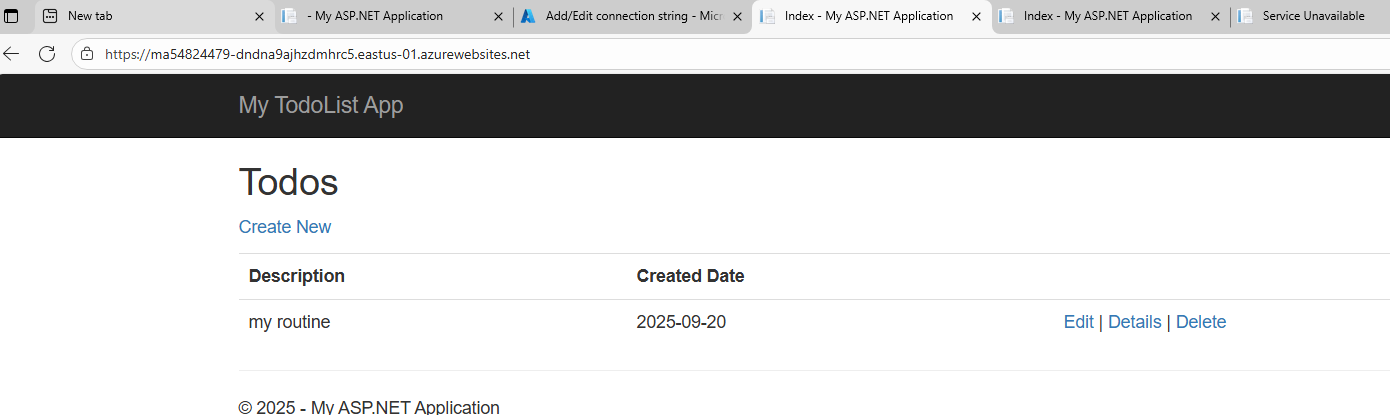 New tab
- My ASP.NET Application
Add/Edit connection string - Micr
Index - My ASP.NET Application
Index - My ASP.NET Application
Service Unavailable
https://ma54824479-dndna9ajhzdmhrc5.eastus-01.azurewebsites.net
My TodoList App
Todos
Create New
Description Created Date
my routine 2025-09-20 Edit | Details | Delete
© 2025 - My ASP.NET Application